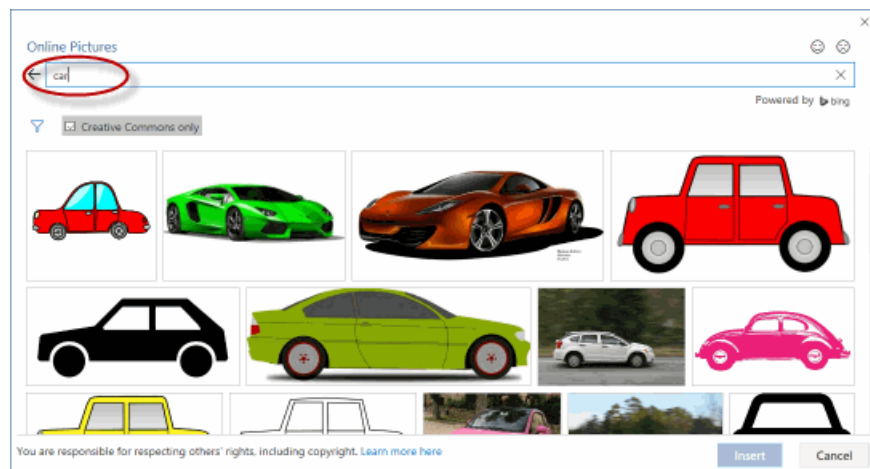 Online Pictures
car
Powered by bing
Creative Commons only
You are responsible for respecting others' rights, including copyright. Learn more here
Insert Cancel